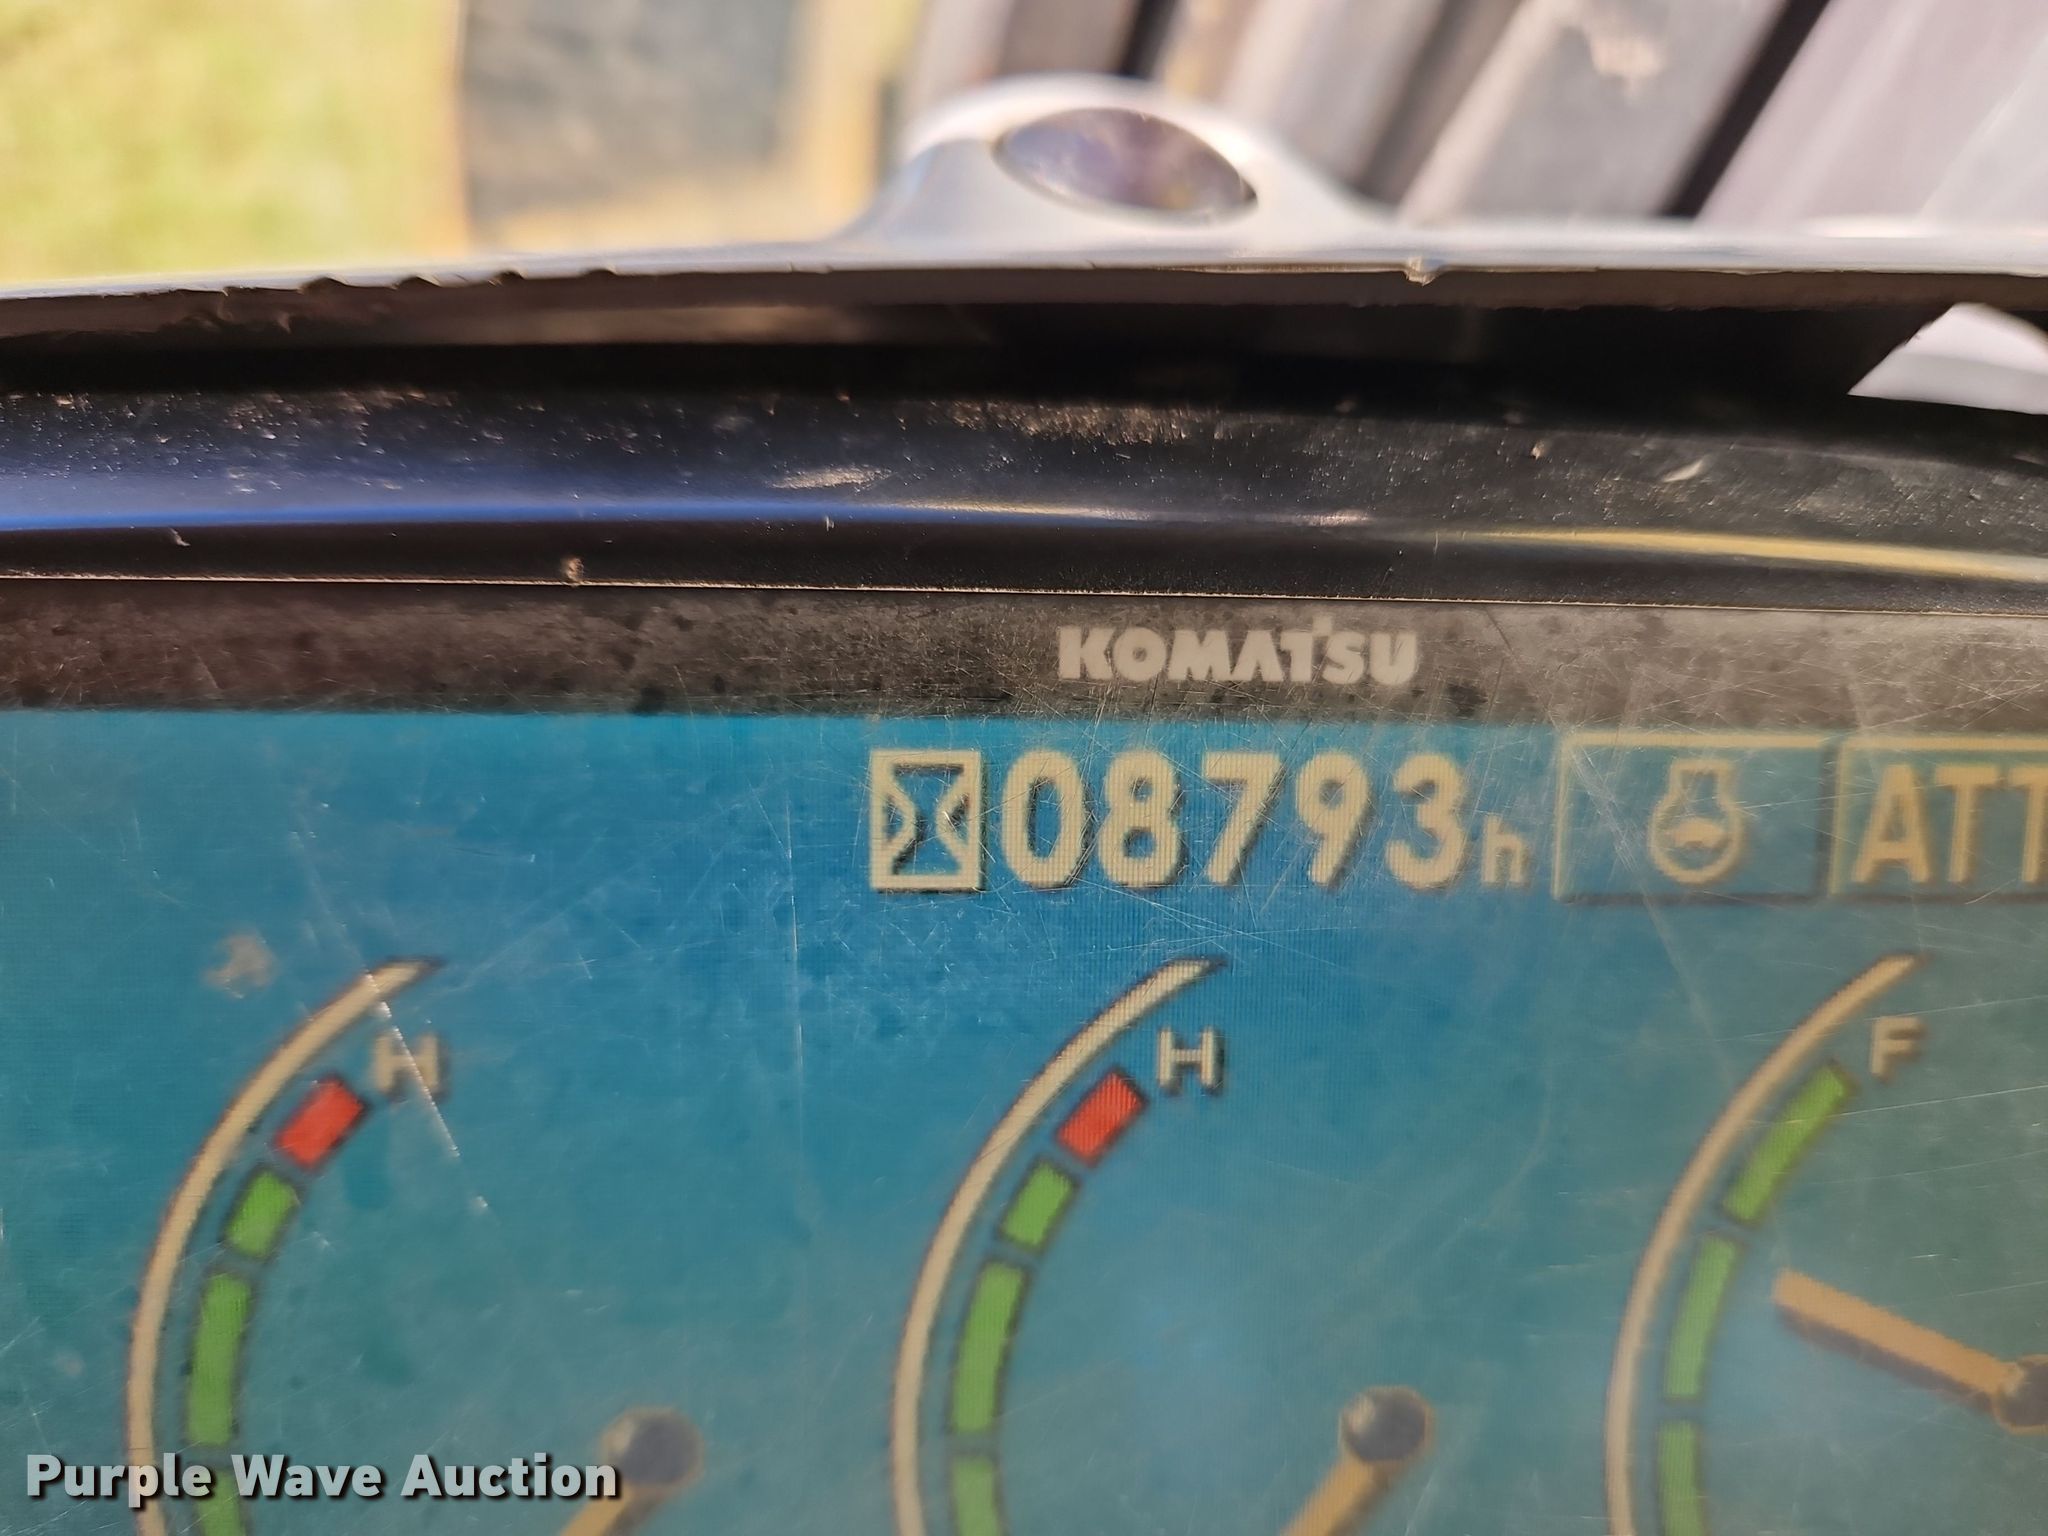 KOMATSU
08793h
ATT
H
H
F
Purple Wave Auction